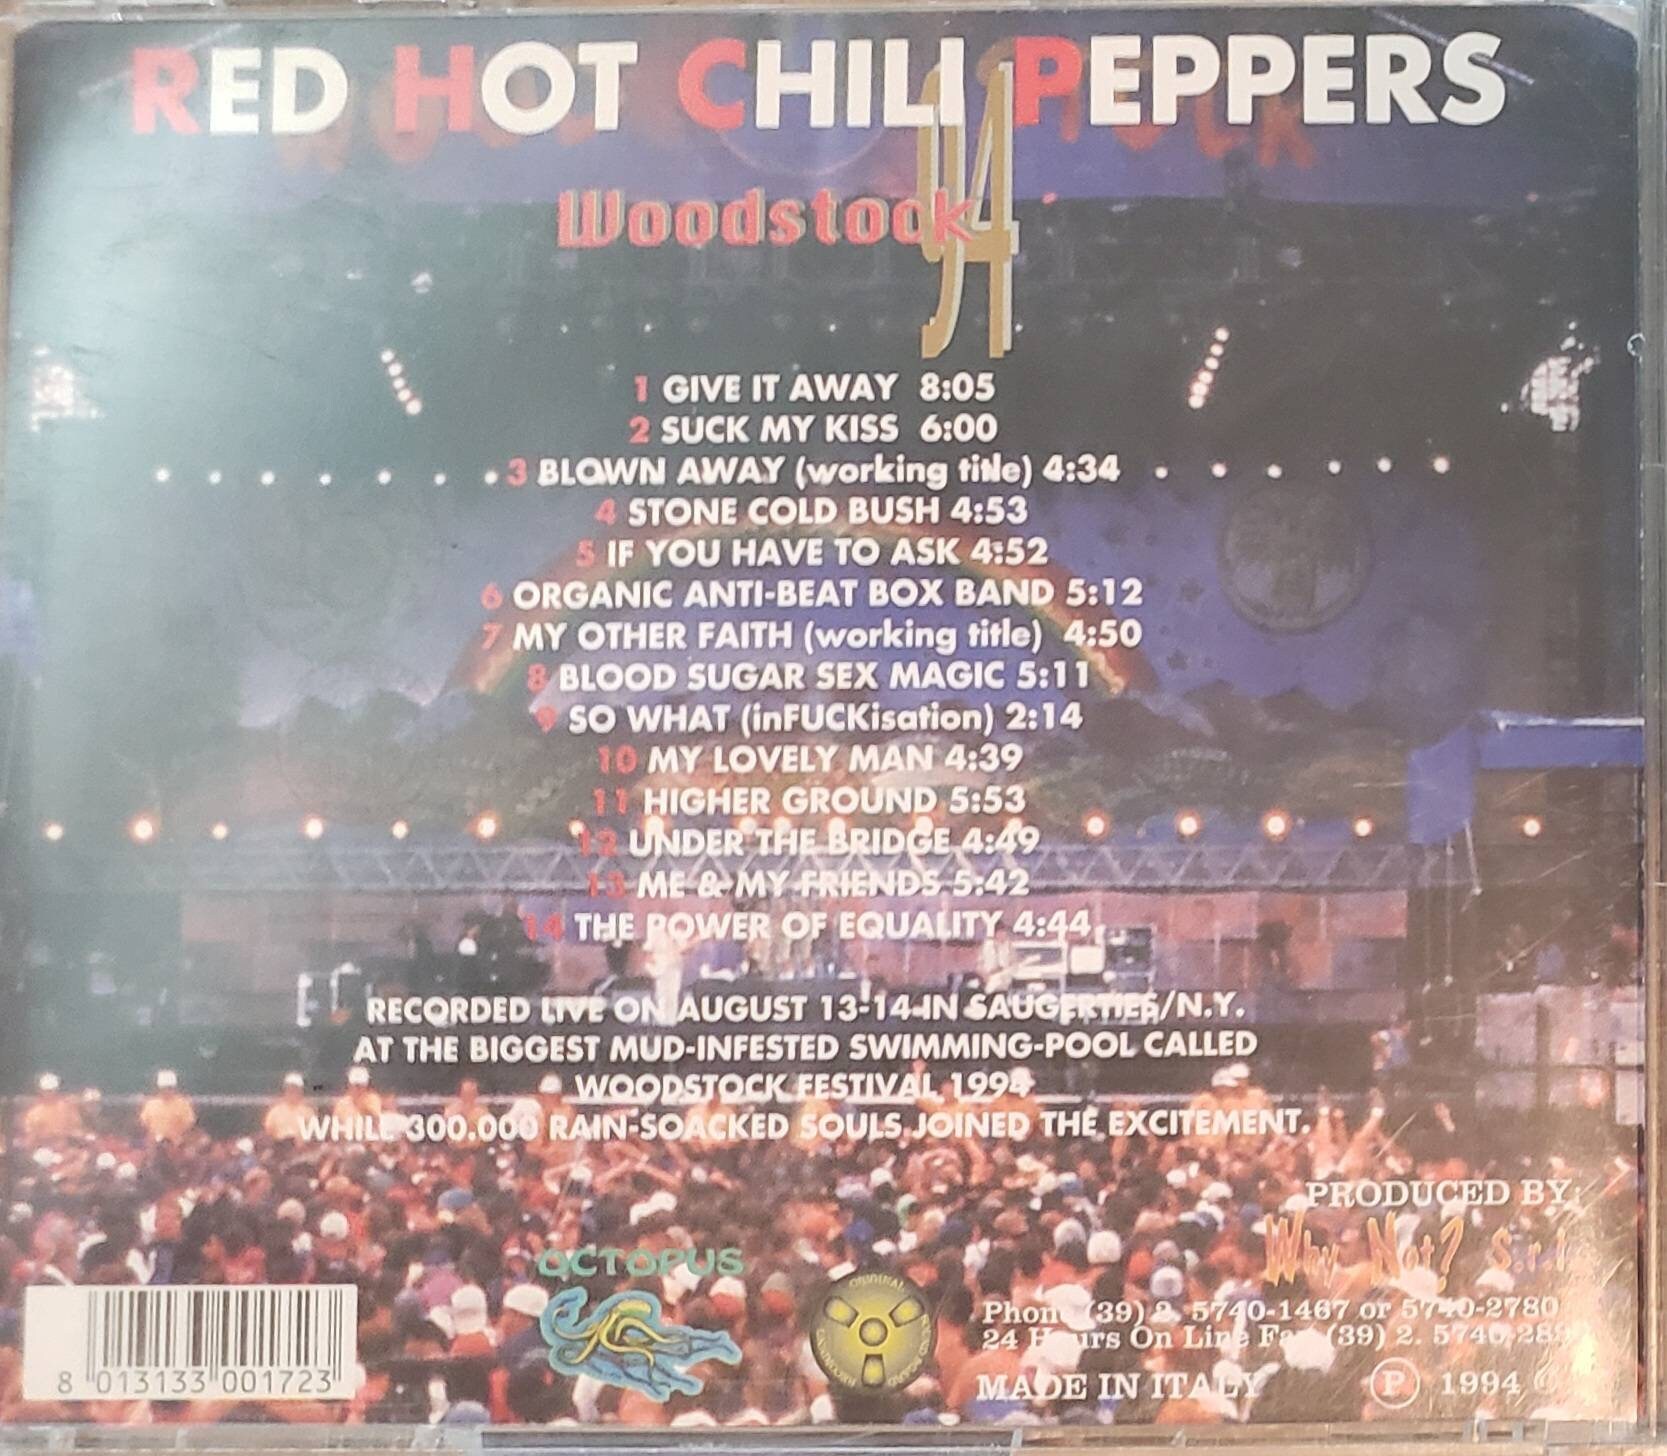 RED HOT CHILI PEPPERS
Woodstock 94
1 GIVE IT AWAY 8:05
2 SUCK MY KISS 6:00
3 BLOWN AWAY (working title) 4:34
4 STONE COLD BUSH 4:53
5 IF YOU HAVE TO ASK 4:52
6 ORGANIC ANTI-BEAT BOX BAND 5:12
7 MY OTHER FAITH (working title) 4:50
8 BLOOD SUGAR SEX MAGIC 5:11
9 SO WHAT (inFUCKisation) 2:14
10 MY LOVELY MAN 4:39
11 HIGHER GROUND 5:53
12 UNDER THE BRIDGE 4:49
13 ME & MY FRIENDS 5:42
14 THE POWER OF EQUALITY 4:44
RECORDED LIVE ON AUGUST 13-14 IN SAUGERTIES/N.Y.
AT THE BIGGEST MUD-INFESTED SWIMMING-POOL CALLED
WOODSTOCK FESTIVAL 1994
WHILE 300.000 RAIN-SOACKED SOULS JOINED THE EXCITEMENT.
PRODUCED BY:
Why Not? S.r.l.
OCTOPUS
ORIGINAL
Phone (39) 2. 5740-1467 or 5740-2780
24 Hours On Line Fax (39) 2.
MADE IN ITALY ℗ 1994 ©
8 013133 001723